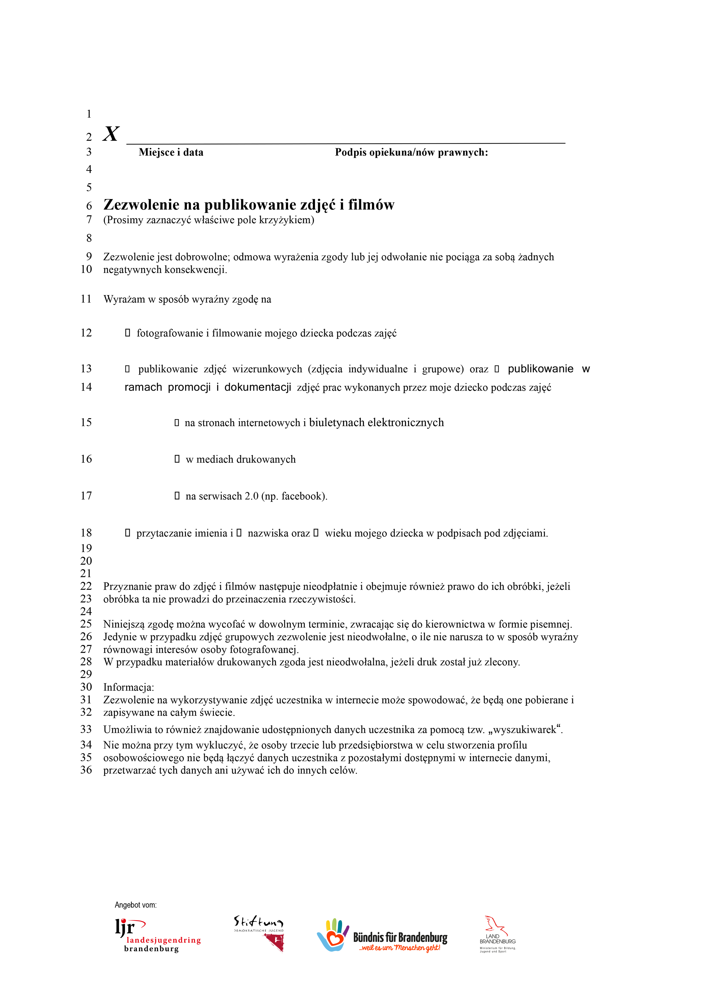 1
2 X
3 Miejsce i data Podpis opiekuna/nów prawnych:
4
5
6 Zezwolenie na publikowanie zdjęć i filmów
7 (Prosimy zaznaczyć właściwe pole krzyżykiem)
8
9 Zezwolenie jest dobrowolne; odmowa wyrażenia zgody lub jej odwołanie nie pociąga za sobą żadnych
10 negatywnych konsekwencji.
11 Wyrażam w sposób wyraźny zgodę na
12 ▯ fotografowanie i filmowanie mojego dziecka podczas zajęć
13 ▯ publikowanie zdjęć wizerunkowych (zdjęcia indywidualne i grupowe) oraz ▯ publikowanie w
14 ramach promocji i dokumentacji zdjęć prac wykonanych przez moje dziecko podczas zajęć
15 ▯ na stronach internetowych i biuletynach elektronicznych
16 ▯ w mediach drukowanych
17 ▯ na serwisach 2.0 (np. facebook).
18 ▯ przytaczanie imienia i ▯ nazwiska oraz ▯ wieku mojego dziecka w podpisach pod zdjęciami.
19
20
21
22 Przyznanie praw do zdjęć i filmów następuje nieodpłatnie i obejmuje również prawo do ich obróbki, jeżeli
23 obróbka ta nie prowadzi do przeinaczenia rzeczywistości.
24
25 Niniejszą zgodę można wycofać w dowolnym terminie, zwracając się do kierownictwa w formie pisemnej.
26 Jedynie w przypadku zdjęć grupowych zezwolenie jest nieodwołalne, o ile nie narusza to w sposób wyraźny
27 równowagi interesów osoby fotografowanej.
28 W przypadku materiałów drukowanych zgoda jest nieodwołalna, jeżeli druk został już zlecony.
29
30 Informacja:
31 Zezwolenie na wykorzystywanie zdjęć uczestnika w internecie może spowodować, że będą one pobierane i
32 zapisywane na całym świecie.
33 Umożliwia to również znajdowanie udostępnionych danych uczestnika za pomocą tzw. „wyszukiwarek“.
34 Nie można przy tym wykluczyć, że osoby trzecie lub przedsiębiorstwa w celu stworzenia profilu
35 osobowościowego nie będą łączyć danych uczestnika z pozostałymi dostępnymi w internecie danymi,
36 przetwarzać tych danych ani używać ich do innych celów.
Angebot vom:
ljr
landesjugendring
brandenburg
Stiftung
DEMOKRATISCHE JUGEND
Bündnis für Brandenburg
...weil es um Menschen geht!
LAND
BRANDENBURG
Ministerium für Bildung,
Jugend und Sport